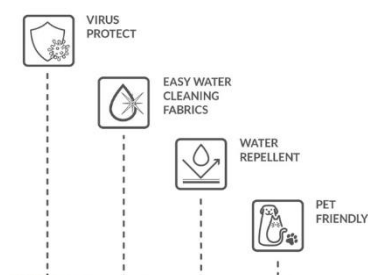 VIRUS
PROTECT
EASY WATER
CLEANING
FABRICS
WATER
REPELLENT
PET
FRIENDLY